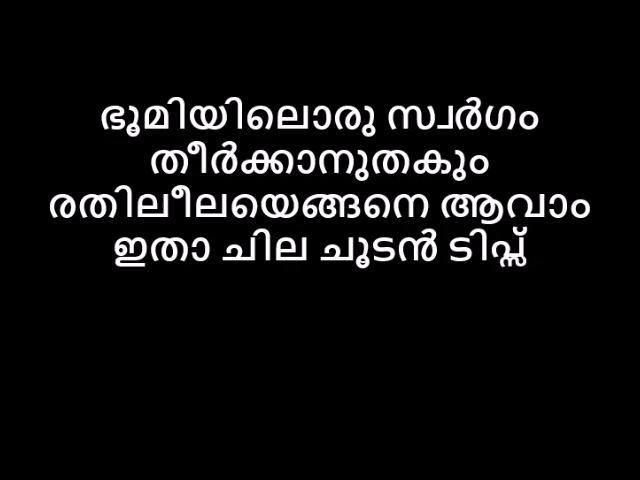 ഭൂമിയിലൊരു സ്വർഗം
തീർക്കാനുതകും
രതിലീലയെങ്ങനെ ആവാം
ഇതാ ചില ചൂടൻ ടിപ്സ്